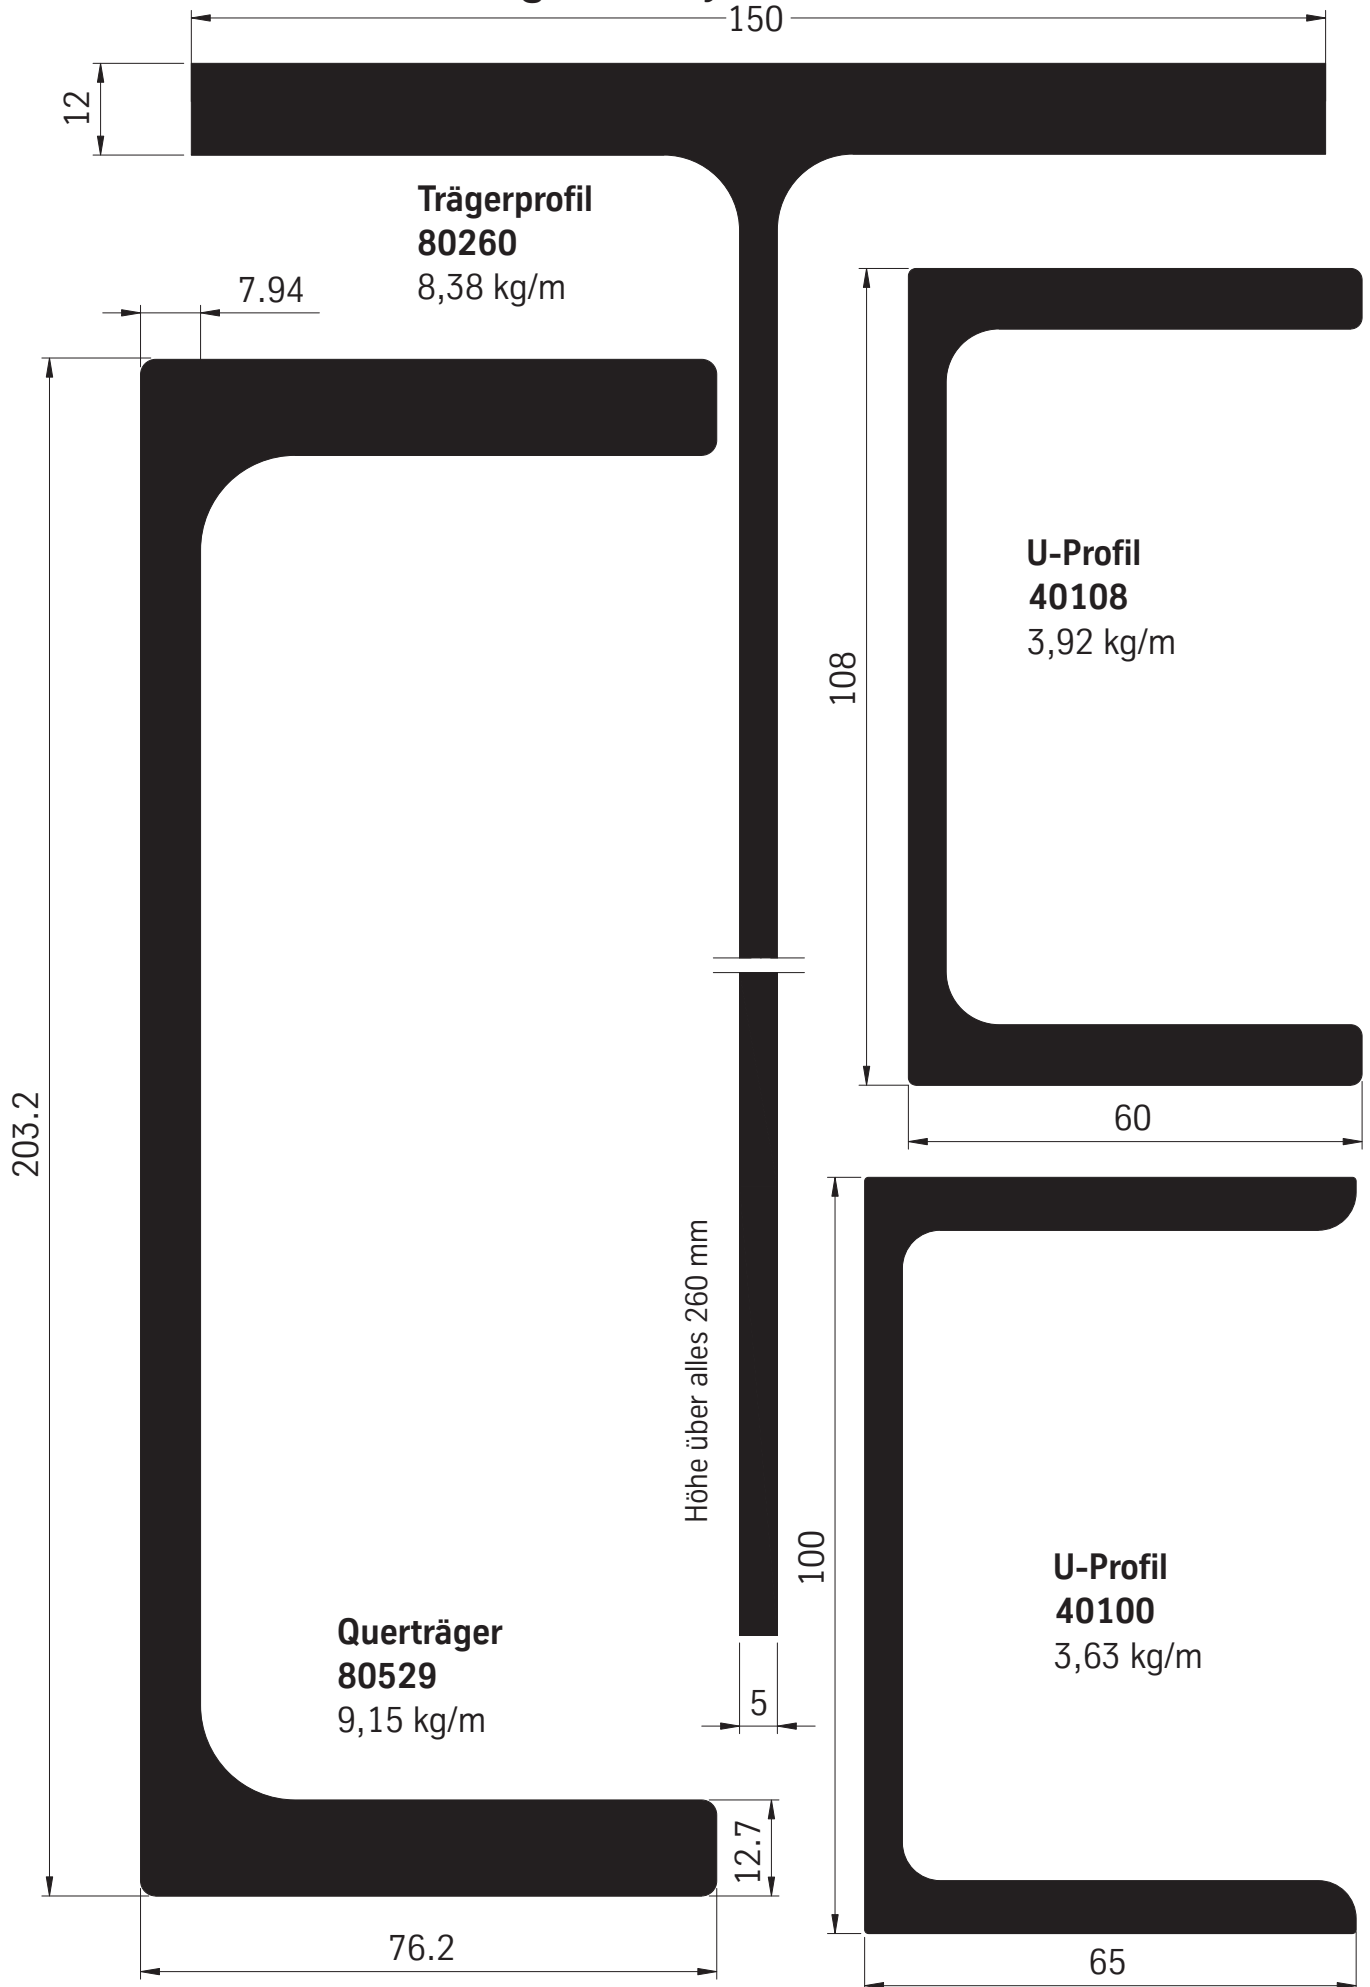 150
12
Trägerprofil
80260
8,38 kg/m
7.94
U-Profil
40108
3,92 kg/m
108
203.2
60
Höhe über alles 260 mm
100
U-Profil
40100
3,63 kg/m
Querträger
80529
9,15 kg/m
5
12.7
76.2
65